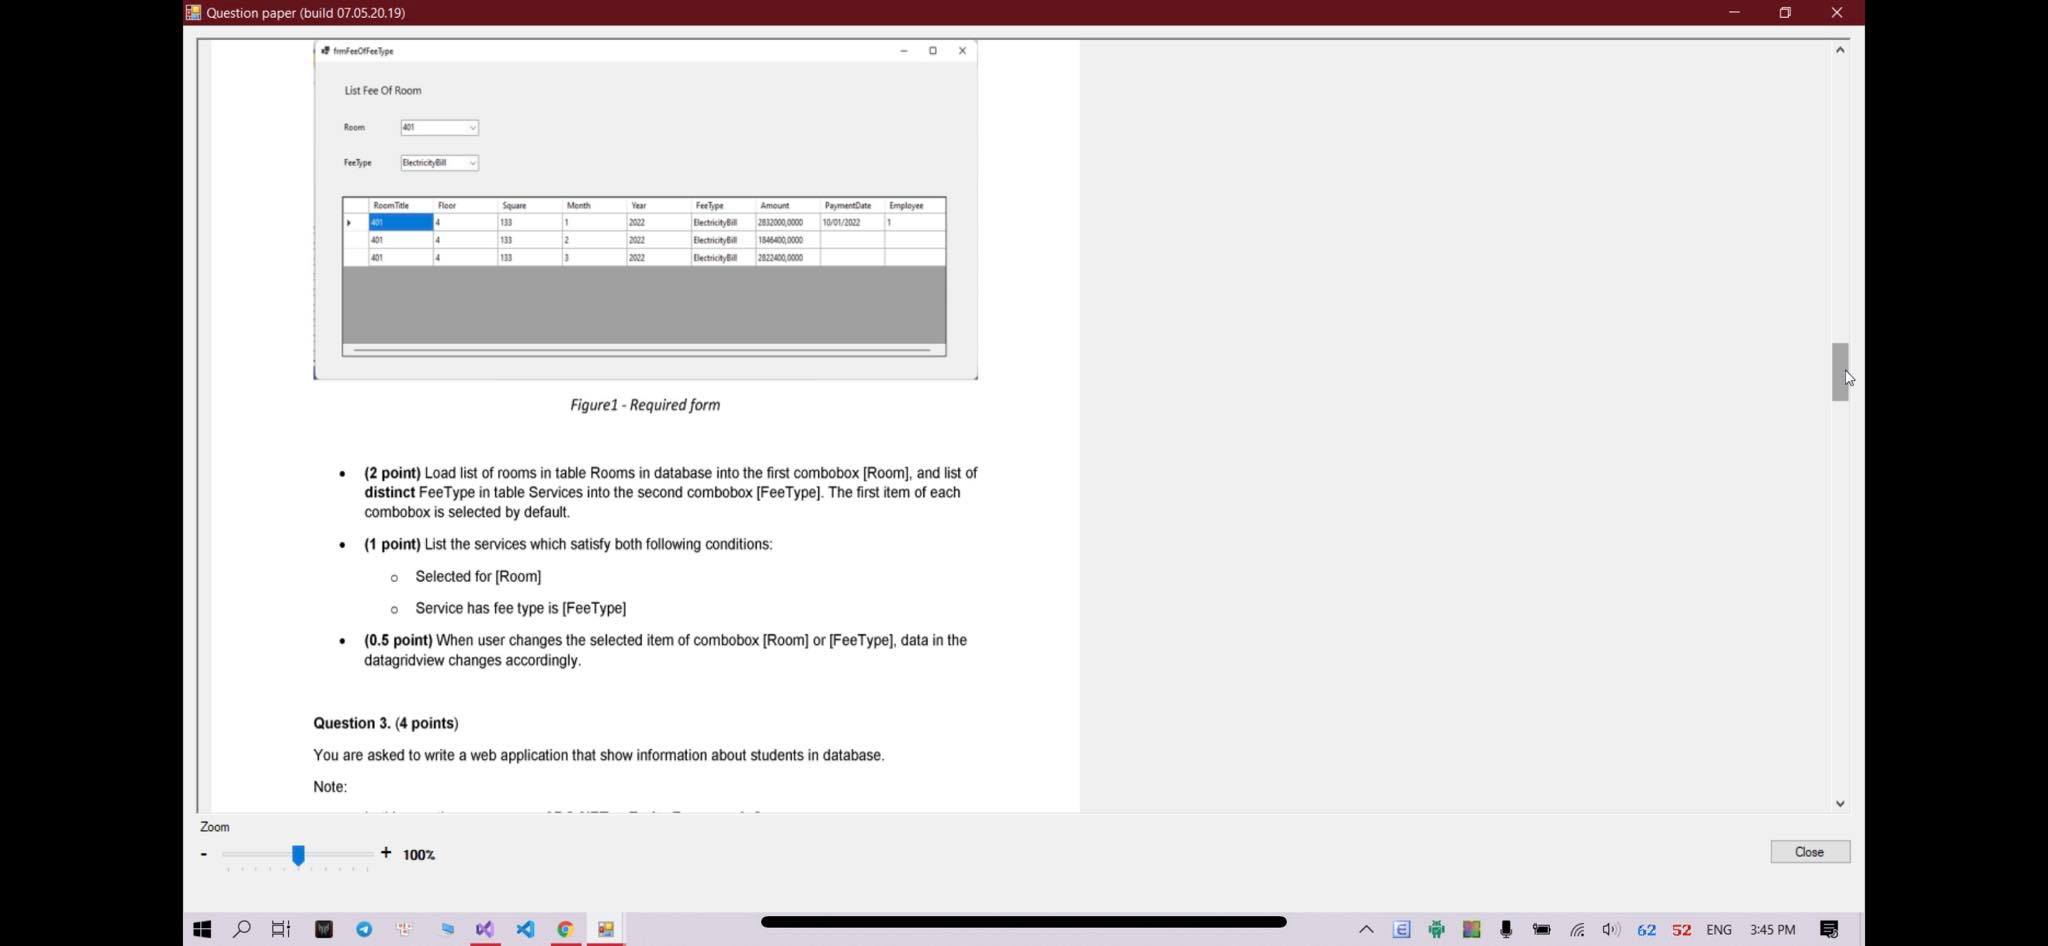 Question paper (build 07.05.20.19)
frmFeeOfFeeType
List Fee Of Room
Room 401
FeeType ElectricityBill
RoomTitle Floor Square Month Year FeeType Amount PaymentDate Employee
401 4 133 1 2022 ElectricityBill 2832000,0000 10/01/2022 1
401 4 133 2 2022 ElectricityBill 1846400,0000
401 4 133 3 2022 ElectricityBill 2822400,0000
Figure1 - Required form
• (2 point) Load list of rooms in table Rooms in database into the first combobox [Room], and list of
distinct FeeType in table Services into the second combobox [FeeType]. The first item of each
combobox is selected by default.
• (1 point) List the services which satisfy both following conditions:
o Selected for [Room]
o Service has fee type is [FeeType]
• (0.5 point) When user changes the selected item of combobox [Room] or [FeeType], data in the
datagridview changes accordingly.
Question 3. (4 points)
You are asked to write a web application that show information about students in database.
Note:
Zoom
- + 100%
Close
62 52 ENG 3:45 PM